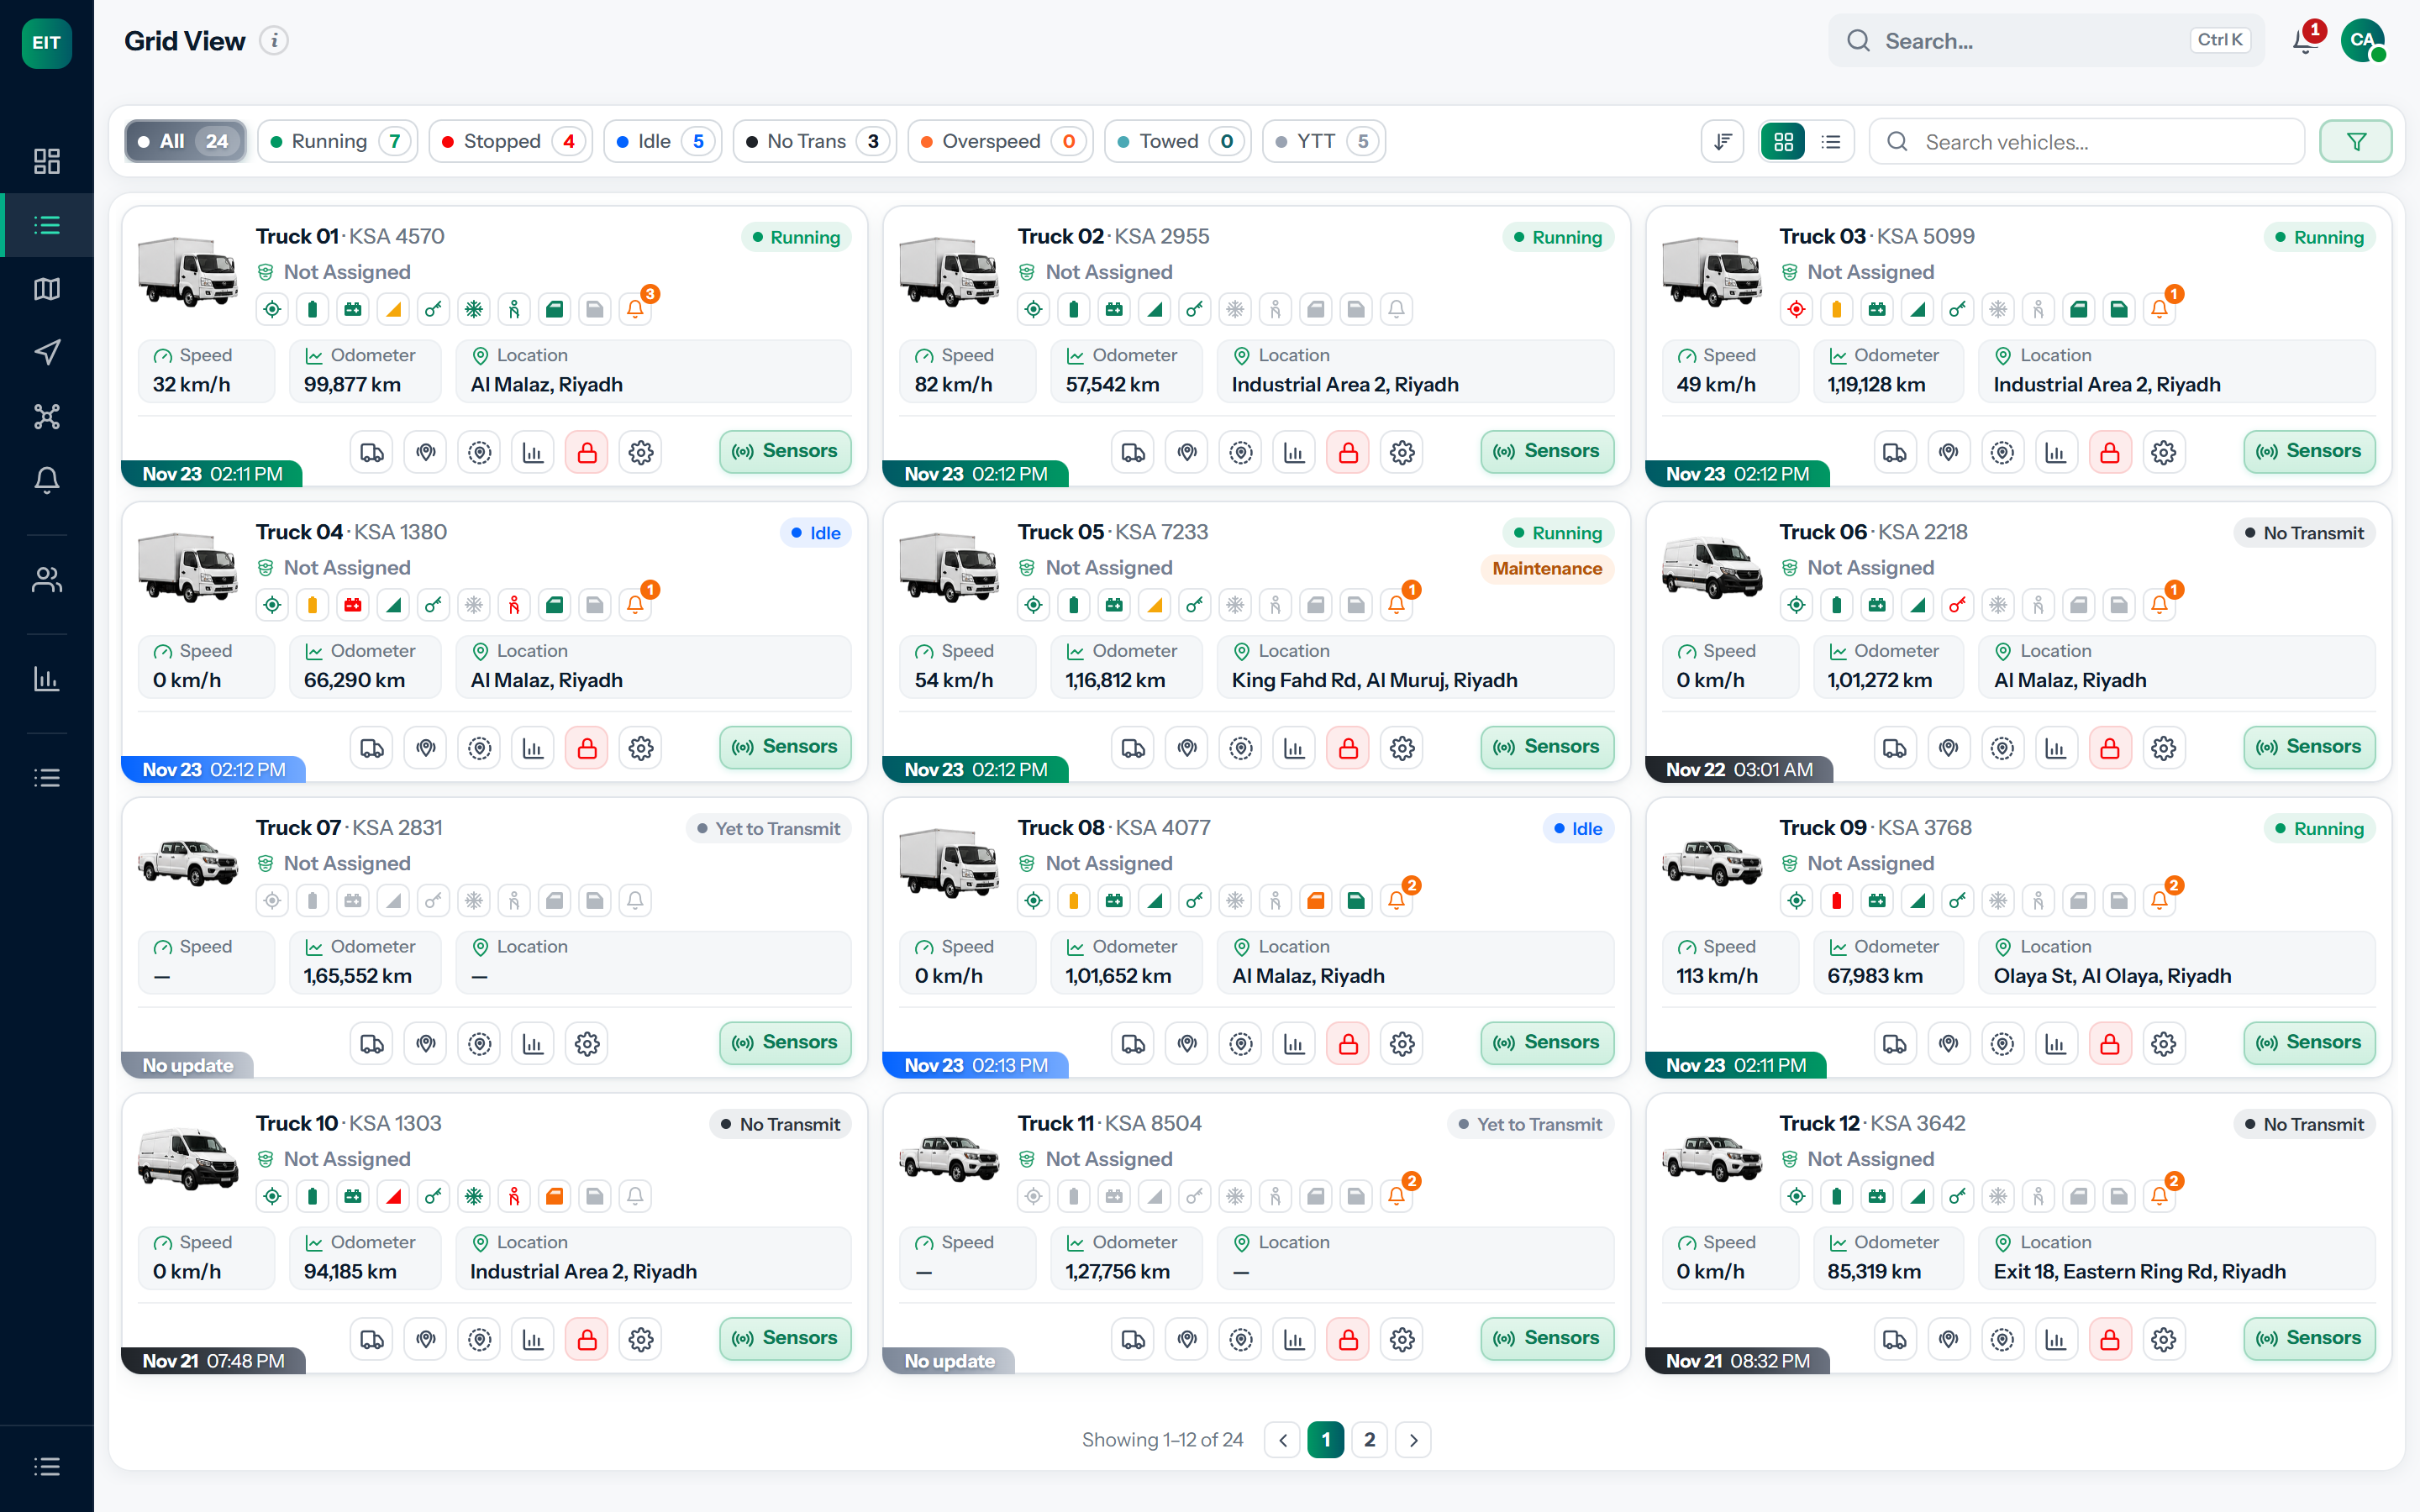 EIT
Grid View
Search...
Ctrl K
1
CA
All 24
Running 7
Stopped 4
Idle 5
No Trans 3
Overspeed 0
Towed 0
YTT 5
Search vehicles...
Truck 01 · KSA 4570
Running
Not Assigned
3
Speed
32 km/h
Odometer
99,877 km
Location
Al Malaz, Riyadh
Nov 23 02:11 PM
Sensors
Truck 02 · KSA 2955
Running
Not Assigned
Speed
82 km/h
Odometer
57,542 km
Location
Industrial Area 2, Riyadh
Nov 23 02:12 PM
Sensors
Truck 03 · KSA 5099
Running
Not Assigned
1
Speed
49 km/h
Odometer
1,19,128 km
Location
Industrial Area 2, Riyadh
Nov 23 02:12 PM
Sensors
Truck 04 · KSA 1380
Idle
Not Assigned
1
Speed
0 km/h
Odometer
66,290 km
Location
Al Malaz, Riyadh
Nov 23 02:12 PM
Sensors
Truck 05 · KSA 7233
Running
Not Assigned
Maintenance
1
Speed
54 km/h
Odometer
1,16,812 km
Location
King Fahd Rd, Al Muruj, Riyadh
Nov 23 02:12 PM
Sensors
Truck 06 · KSA 2218
No Transmit
Not Assigned
1
Speed
0 km/h
Odometer
1,01,272 km
Location
Al Malaz, Riyadh
Nov 22 03:01 AM
Sensors
Truck 07 · KSA 2831
Yet to Transmit
Not Assigned
Speed
—
Odometer
1,65,552 km
Location
—
No update
Sensors
Truck 08 · KSA 4077
Idle
Not Assigned
2
Speed
0 km/h
Odometer
1,01,652 km
Location
Al Malaz, Riyadh
Nov 23 02:13 PM
Sensors
Truck 09 · KSA 3768
Running
Not Assigned
2
Speed
113 km/h
Odometer
67,983 km
Location
Olaya St, Al Olaya, Riyadh
Nov 23 02:11 PM
Sensors
Truck 10 · KSA 1303
No Transmit
Not Assigned
Speed
0 km/h
Odometer
94,185 km
Location
Industrial Area 2, Riyadh
Nov 21 07:48 PM
Sensors
Truck 11 · KSA 8504
Yet to Transmit
Not Assigned
2
Speed
—
Odometer
1,27,756 km
Location
—
No update
Sensors
Truck 12 · KSA 3642
No Transmit
Not Assigned
2
Speed
0 km/h
Odometer
85,319 km
Location
Exit 18, Eastern Ring Rd, Riyadh
Nov 21 08:32 PM
Sensors
Showing 1–12 of 24
1
2